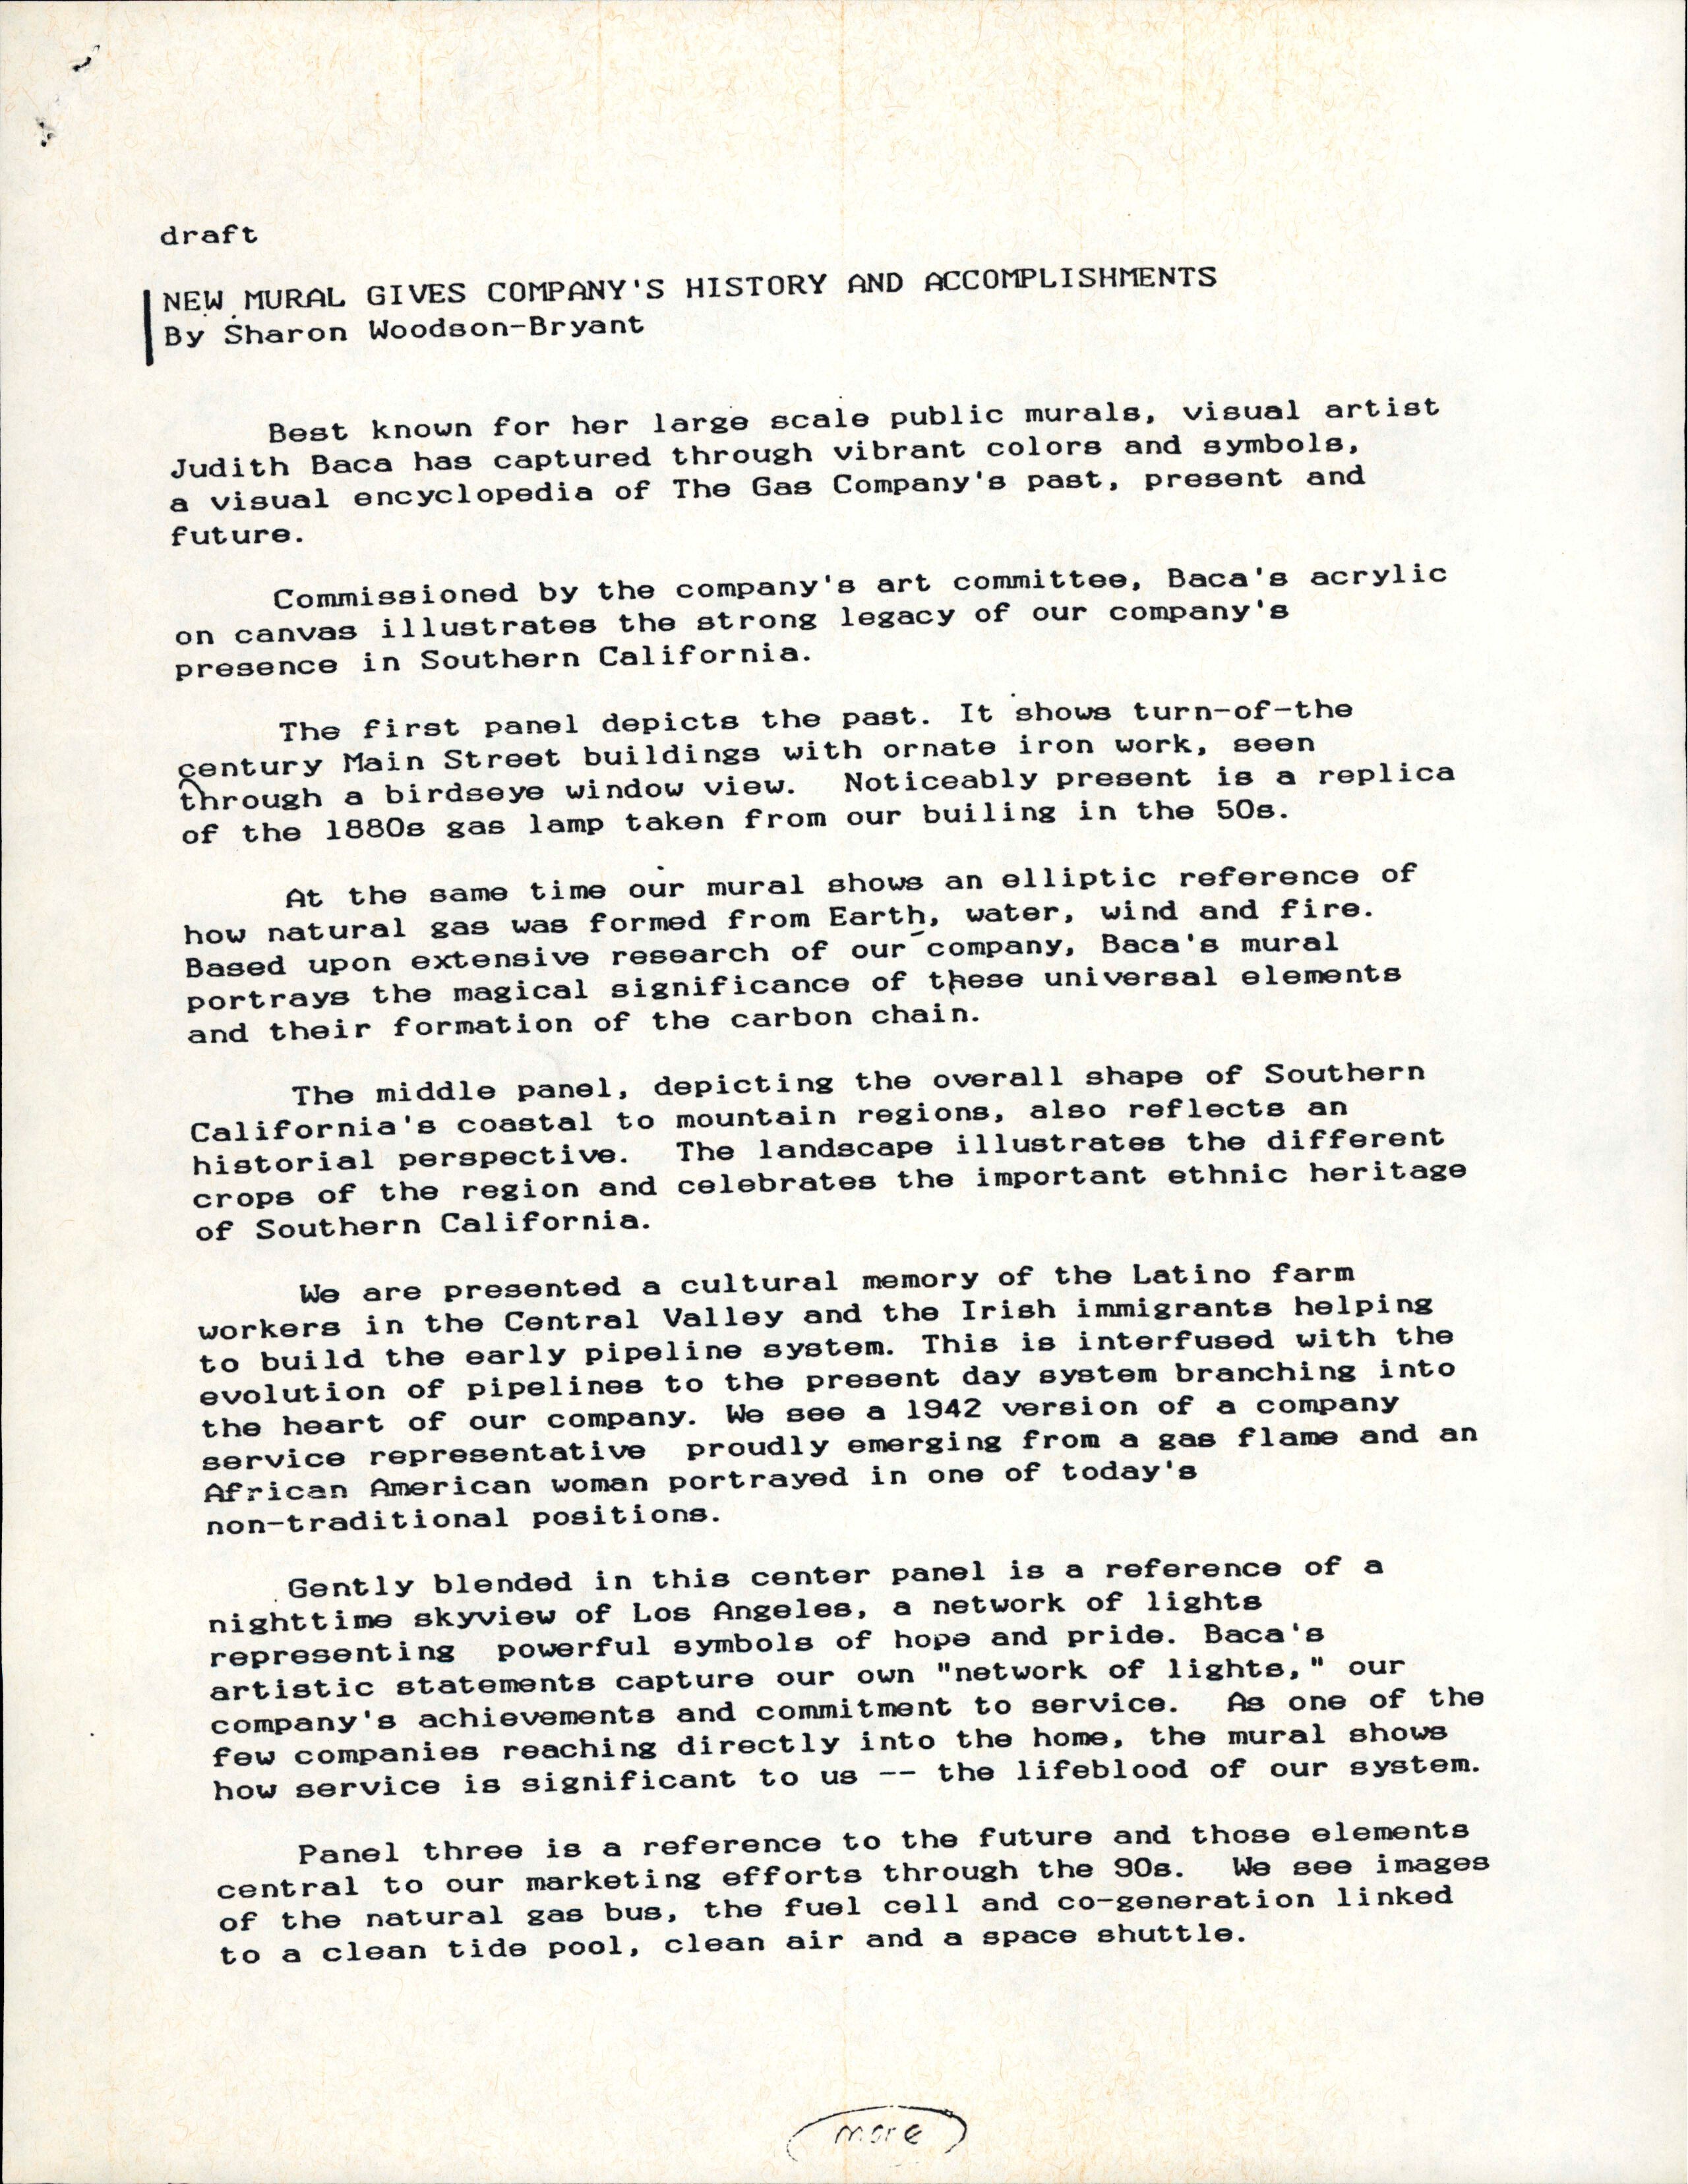 draft
NEW MURAL GIVES COMPANY'S HISTORY AND ACCOMPLISHMENTS
By Sharon Woodson-Bryant
Best known for her large scale public murals, visual artist
Judith Baca has captured through vibrant colors and symbols,
a visual encyclopedia of The Gas Company's past, present and
future.
Commissioned by the company's art committee, Baca's acrylic
on canvas illustrates the strong legacy of our company's
presence in Southern California.
The first panel depicts the past. It shows turn-of-the
century Main Street buildings with ornate iron work, seen
through a birdseye window view.  Noticeably present is a replica
of the 1880s gas lamp taken from our builing in the 50s.
At the same time our mural shows an elliptic reference of
how natural gas was formed from Earth, water, wind and fire.
Based upon extensive research of our company, Baca's mural
portrays the magical significance of these universal elements
and their formation of the carbon chain.
The middle panel, depicting the overall shape of Southern
California's coastal to mountain regions, also reflects an
historial perspective.  The landscape illustrates the different
crops of the region and celebrates the important ethnic heritage
of Southern California.
We are presented a cultural memory of the Latino farm
workers in the Central Valley and the Irish immigrants helping
to build the early pipeline system. This is interfused with the
evolution of pipelines to the present day system branching into
the heart of our company. We see a 1942 version of a company
service representative  proudly emerging from a gas flame and an
African American woman portrayed in one of today's
non-traditional positions.
Gently blended in this center panel is a reference of a
nighttime skyview of Los Angeles, a network of lights
representing  powerful symbols of hope and pride. Baca's
artistic statements capture our own "network of lights," our
company's achievements and commitment to service.  As one of the
few companies reaching directly into the home, the mural shows
how service is significant to us -- the lifeblood of our system.
Panel three is a reference to the future and those elements
central to our marketing efforts through the 90s.  We see images
of the natural gas bus, the fuel cell and co-generation linked
to a clean tide pool, clean air and a space shuttle.
more